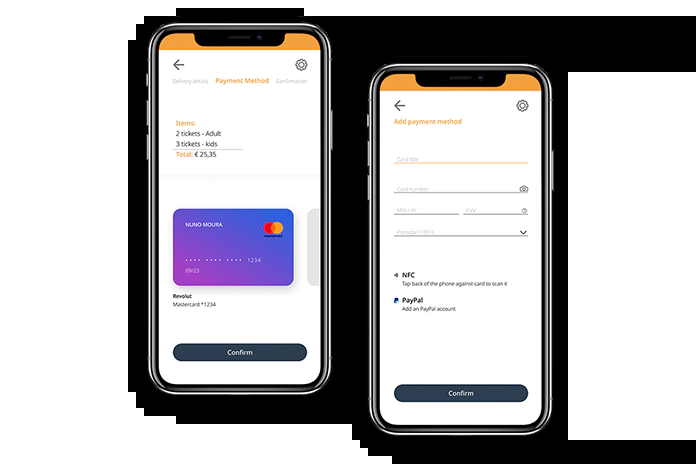 Delivery details Payment Method Confirmation
Items:
2 tickets - Adult
3 tickets - kids
Total: € 25,35
NUNO MOURA
mastercard
•••• •••• •••• 1234
09/23
Revolut
Mastercard *1234
Confirm
Add payment method
Card title
Card number
MM / YY CVV
NFC
Tap back of the phone against card to scan it
PayPal
Add an PayPal account
Confirm